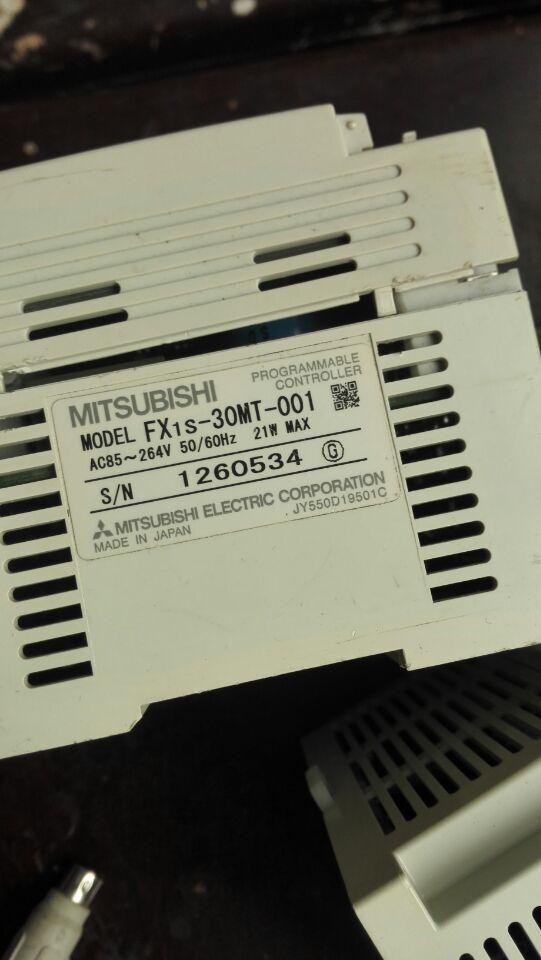 MITSUBISHI
PROGRAMMABLE
CONTROLLER
MODEL FX1S-30MT-001
AC85～264V 50/60Hz 21W MAX
S/N 1260534 G
MITSUBISHI ELECTRIC CORPORATION
MADE IN JAPAN JY550D19501C